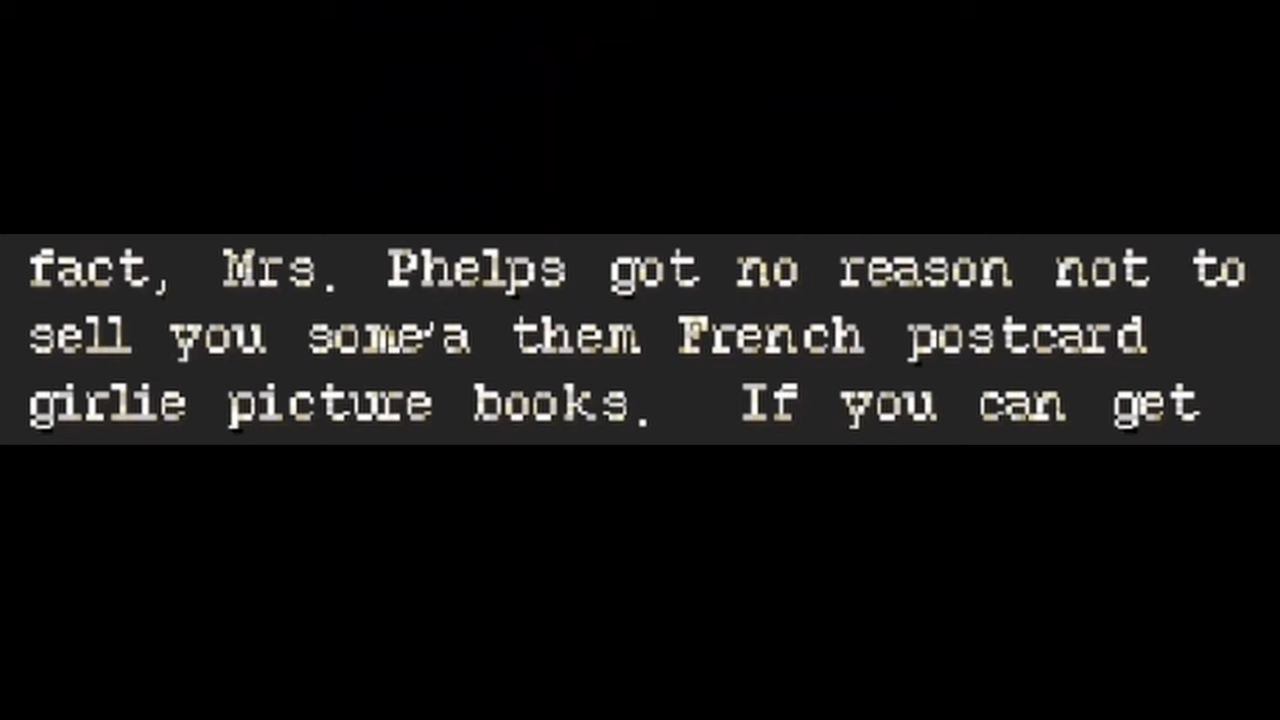 fact, Mrs. Phelps got no reason not to
sell you some'a them French postcard
girlie picture books.  If you can get